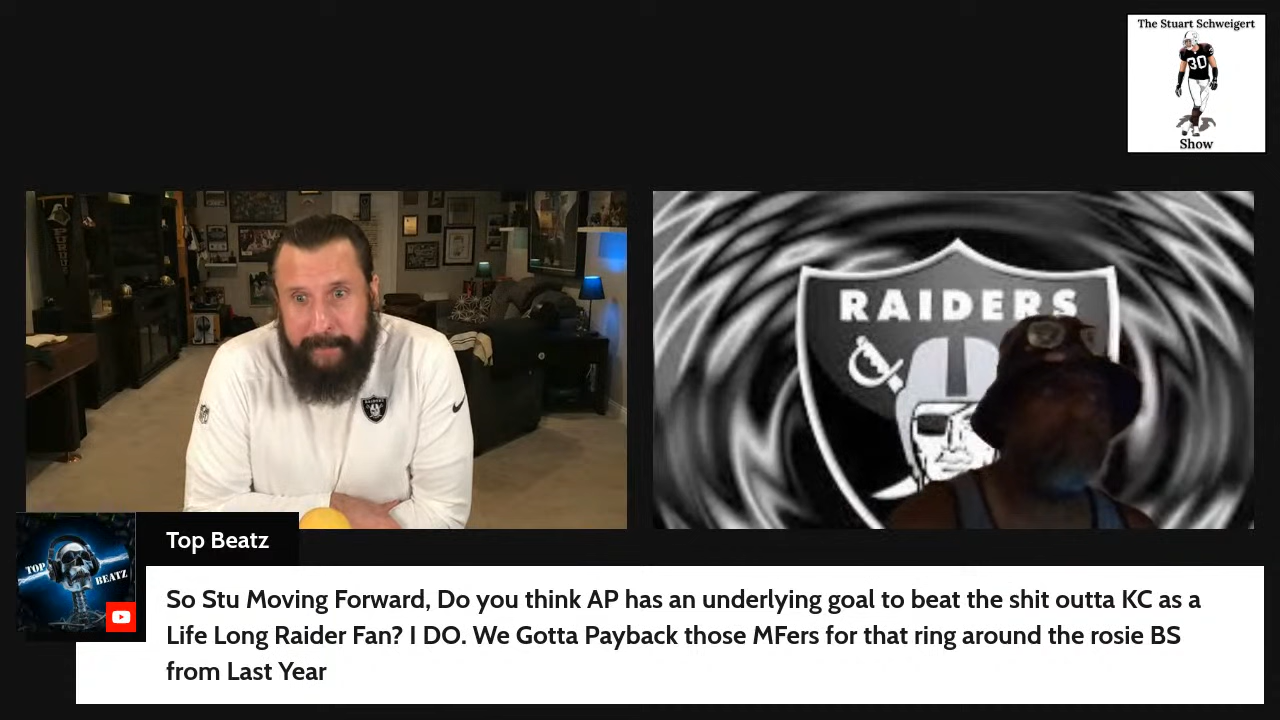 The Stuart Schweigert
30
Show
PURDUE
RAIDERS
RAIDERS
TOP
BEATZ
Top Beatz
So Stu Moving Forward, Do you think AP has an underlying goal to beat the shit outta KC as a
Life Long Raider Fan? I DO. We Gotta Payback those MFers for that ring around the rosie BS
from Last Year